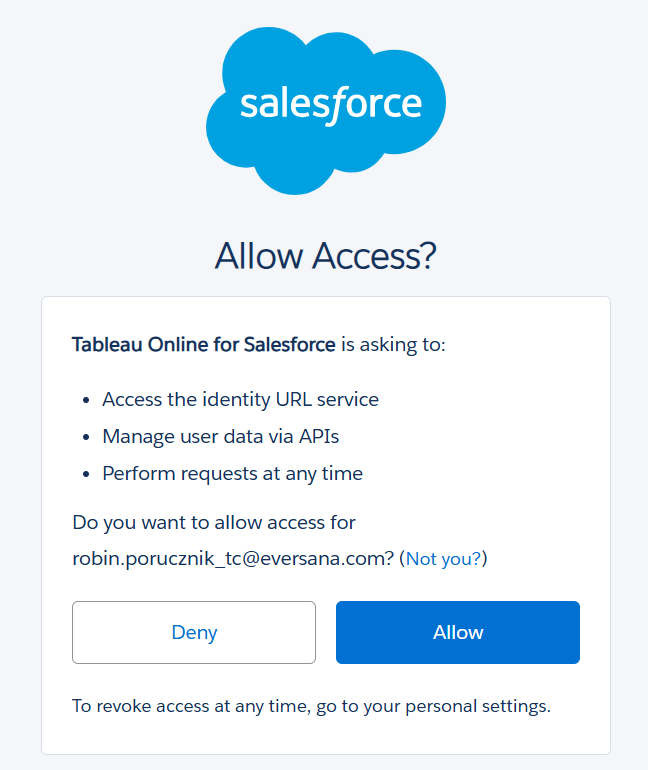 salesforce
Allow Access?
Tableau Online for Salesforce is asking to:
• Access the identity URL service
• Manage user data via APIs
• Perform requests at any time
Do you want to allow access for
robin.porucznik_tc@eversana.com? (Not you?)
Deny
Allow
To revoke access at any time, go to your personal settings.